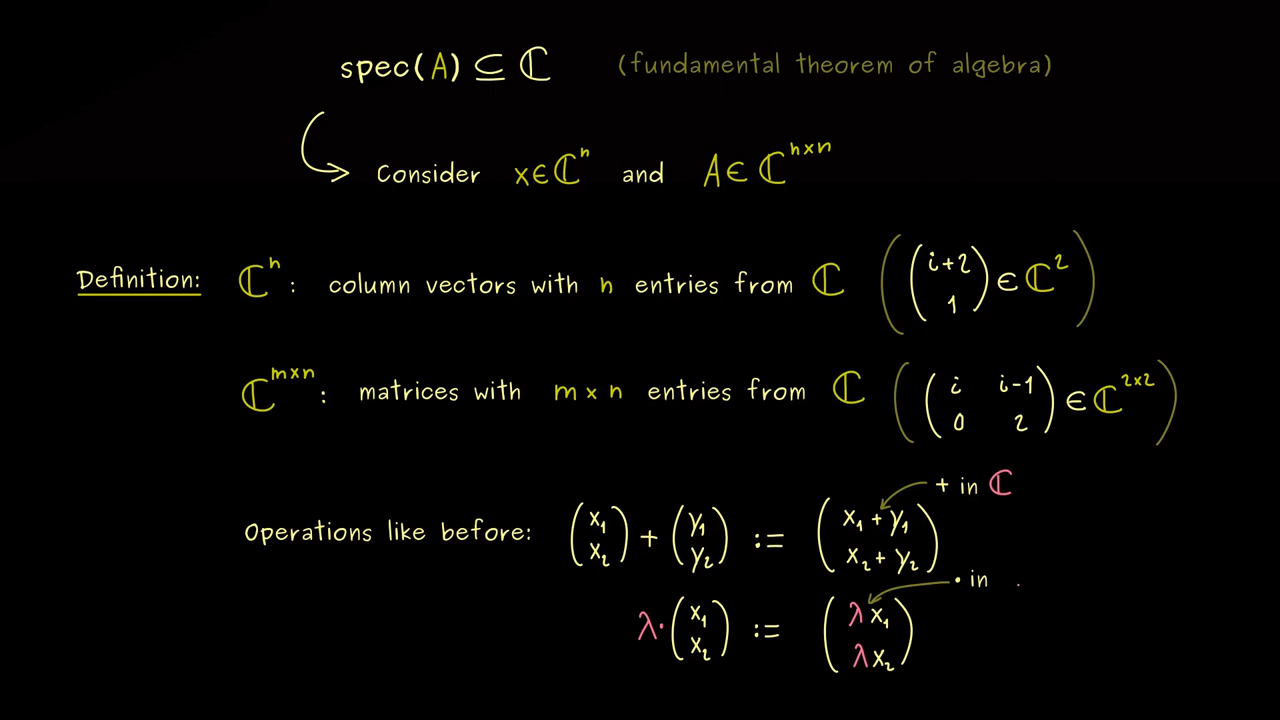 spec(A) ⊆ ℂ (fundamental theorem of algebra)
Consider x ∈ ℂⁿ and A ∈ ℂⁿˣⁿ
Definition: ℂⁿ : column vectors with n entries from ℂ ( (i+2 1) ∈ ℂ² )
ℂᵐˣⁿ : matrices with m × n entries from ℂ ( (i i-1 0 2) ∈ ℂ²ˣ² )
+ in ℂ
Operations like before: (x₁ x₂) + (y₁ y₂) := (x₁ + y₁ x₂ + y₂)
· in
λ· (x₁ x₂) := (λx₁ λx₂)